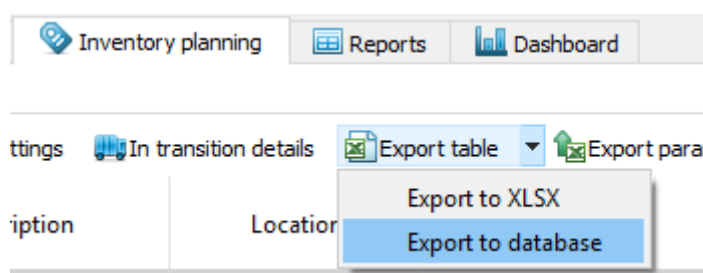 Inventory planning Reports Dashboard
ttings In transition details Export table Export para
ription Location
Export to XLSX
Export to database